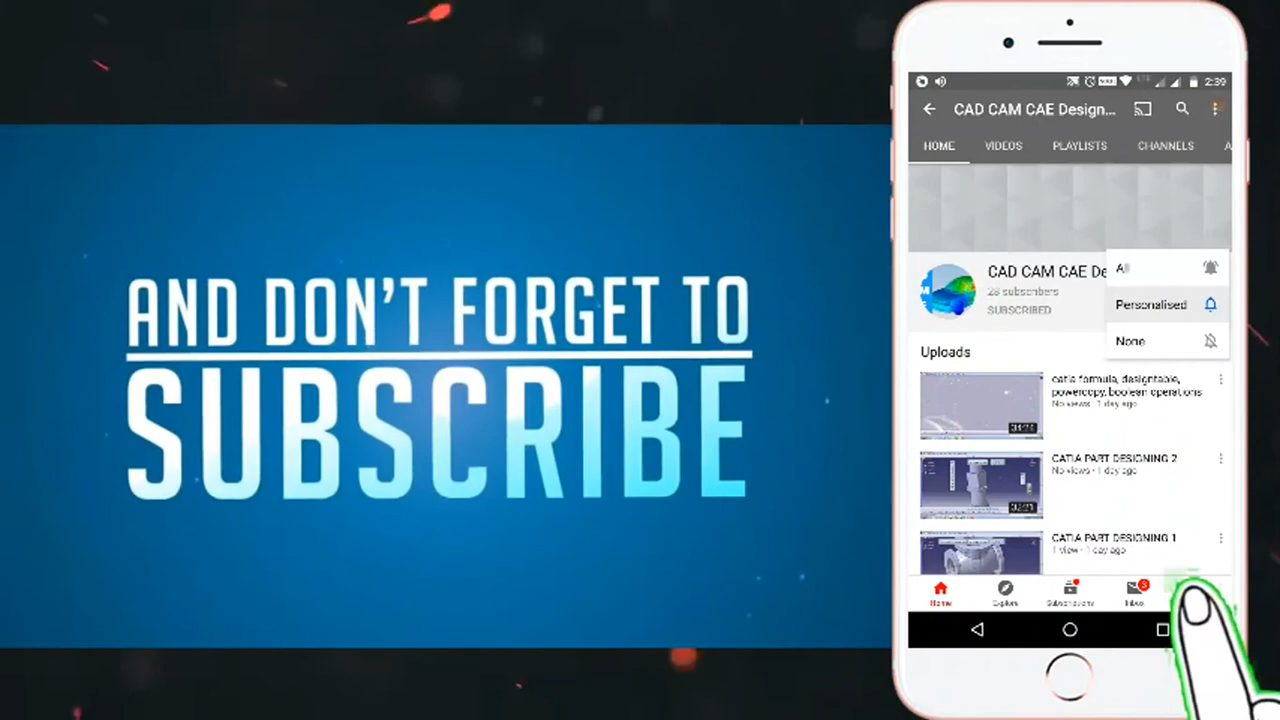 AND DON'T FORGET TO
SUBSCRIBE
2:39
CAD CAM CAE Design...
HOME VIDEOS PLAYLISTS CHANNELS A
CAD CAM CAE De
28 subscribers
SUBSCRIBED
All
Personalised
None
Uploads
catia formula, designtable,
powercopy, boolean operations
No views · 1 day ago
CATIA PART DESIGNING 2
No views · 1 day ago
CATIA PART DESIGNING 1
1 view · 1 day ago
Home Explore Subscriptions Inbox
3